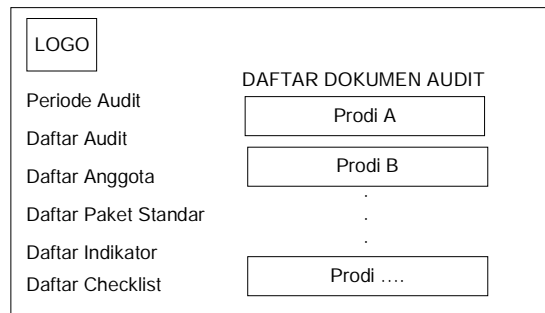 LOGO
DAFTAR DOKUMEN AUDIT
Periode Audit
Prodi A
Daftar Audit
Prodi B
Daftar Anggota
.
Daftar Paket Standar
.
.
Daftar Indikator
Prodi ….
Daftar Checklist